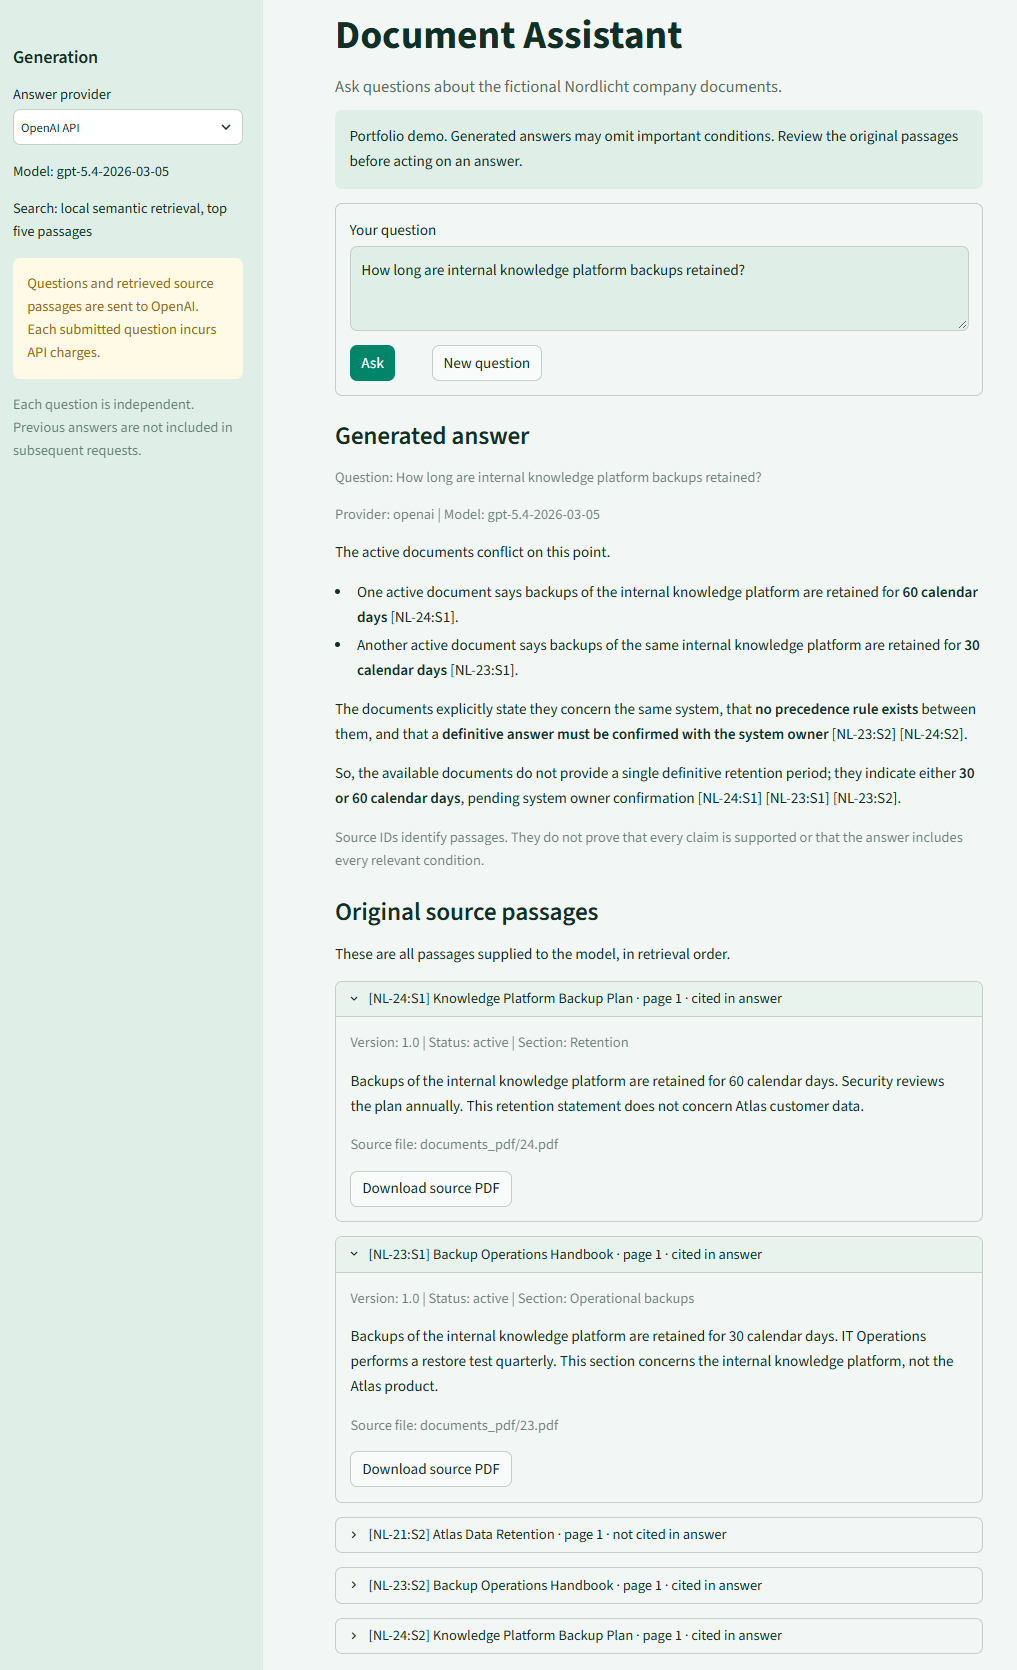 Generation
Answer provider
OpenAI API
Model: gpt-5.4-2026-03-05
Search: local semantic retrieval, top
five passages
Questions and retrieved source
passages are sent to OpenAI.
Each submitted question incurs
API charges.
Each question is independent.
Previous answers are not included in
subsequent requests.
Document Assistant
Ask questions about the fictional Nordlicht company documents.
Portfolio demo. Generated answers may omit important conditions. Review the original passages
before acting on an answer.
Your question
How long are internal knowledge platform backups retained?
Ask
New question
Generated answer
Question: How long are internal knowledge platform backups retained?
Provider: openai | Model: gpt-5.4-2026-03-05
The active documents conflict on this point.
• One active document says backups of the internal knowledge platform are retained for 60 calendar
days [NL-24:S1].
• Another active document says backups of the same internal knowledge platform are retained for 30
calendar days [NL-23:S1].
The documents explicitly state they concern the same system, that no precedence rule exists between
them, and that a definitive answer must be confirmed with the system owner [NL-23:S2] [NL-24:S2].
So, the available documents do not provide a single definitive retention period; they indicate either 30
or 60 calendar days, pending system owner confirmation [NL-24:S1] [NL-23:S1] [NL-23:S2].
Source IDs identify passages. They do not prove that every claim is supported or that the answer includes
every relevant condition.
Original source passages
These are all passages supplied to the model, in retrieval order.
[NL-24:S1] Knowledge Platform Backup Plan · page 1 · cited in answer
Version: 1.0 | Status: active | Section: Retention
Backups of the internal knowledge platform are retained for 60 calendar days. Security reviews
the plan annually. This retention statement does not concern Atlas customer data.
Source file: documents_pdf/24.pdf
Download source PDF
[NL-23:S1] Backup Operations Handbook · page 1 · cited in answer
Version: 1.0 | Status: active | Section: Operational backups
Backups of the internal knowledge platform are retained for 30 calendar days. IT Operations
performs a restore test quarterly. This section concerns the internal knowledge platform, not the
Atlas product.
Source file: documents_pdf/23.pdf
Download source PDF
[NL-21:S2] Atlas Data Retention · page 1 · not cited in answer
[NL-23:S2] Backup Operations Handbook · page 1 · cited in answer
[NL-24:S2] Knowledge Platform Backup Plan · page 1 · cited in answer